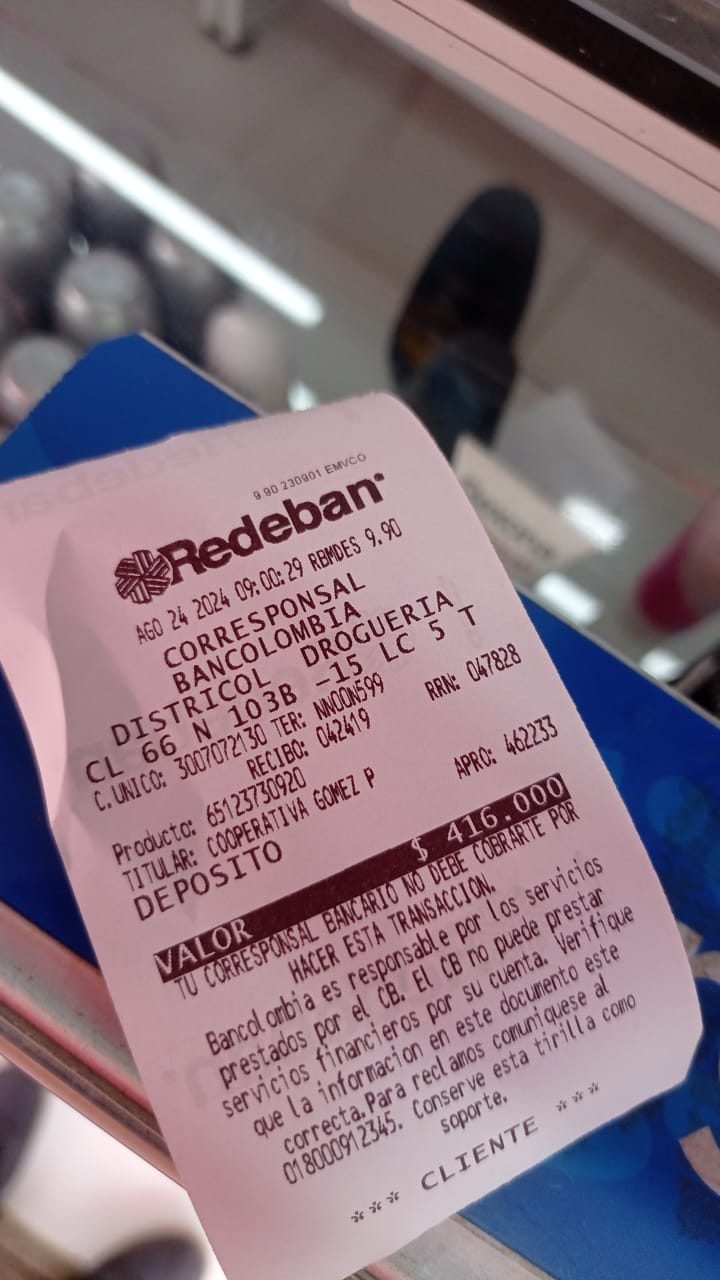 9.90 230901 EMVCO
Redeban
AGO 24 2024 09:00:29 RBMDES 9.90
CORRESPONSAL
BANCOLOMBIA
DISTRICOL DROGUERIA
CL 66 N 103B -15 LC 5 T
C.UNICO: 3007072130 TER: NN00N599
RECIBO: 042419 RRN: 047828
Producto: 65123730920
TITULAR: COOPERATIVA GOMEZ P
DEPOSITO APRO: 462233
VALOR $ 416.000
TU CORRESPONSAL BANCARIO NO DEBE COBRARTE POR
HACER ESTA TRANSACCION.
Bancolombia es responsable por los servicios
prestados por el CB. El CB no puede prestar
servicios financieros por su cuenta. Verifique
que la informacion en este documento este
correcta.Para reclamos comuniquese al
018000912345. Conserve esta tirilla como
soporte.
*** CLIENTE ***